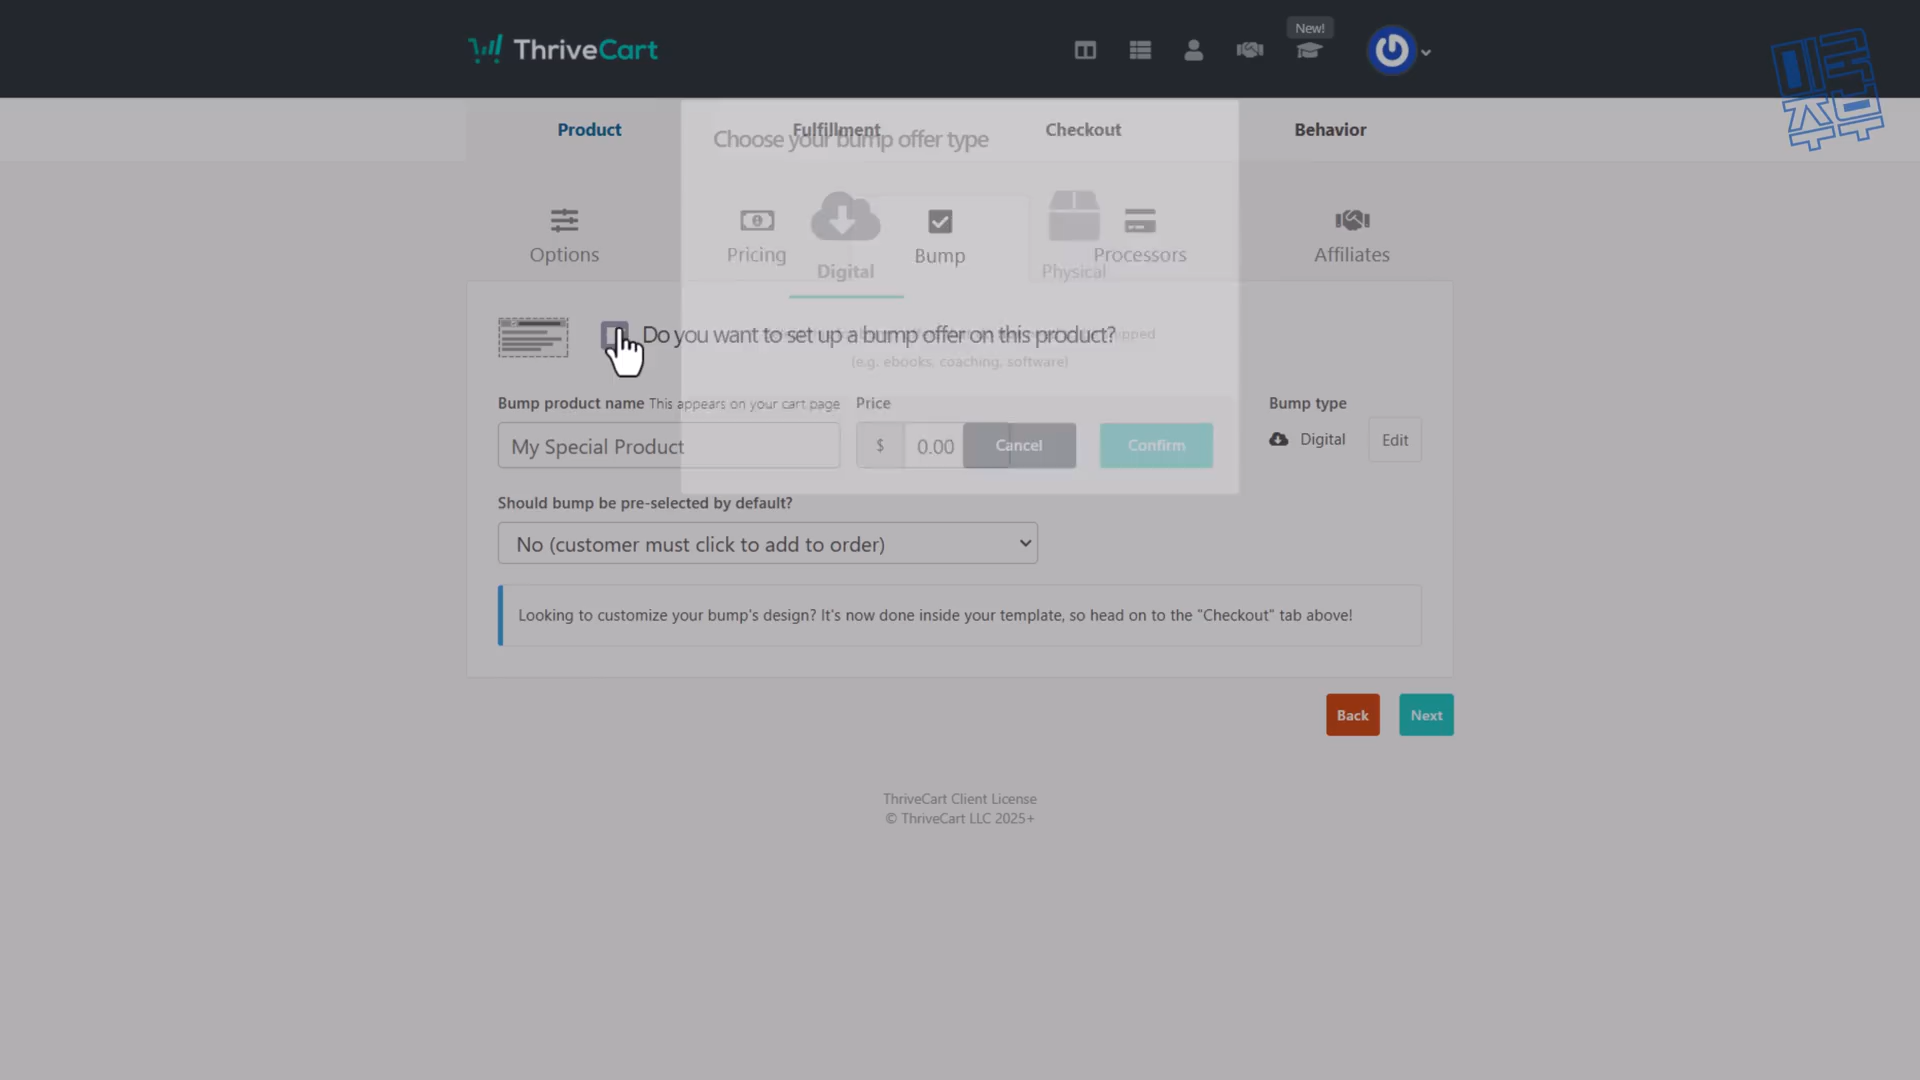 New!
ThriveCart
미국
주부
Product
Fulfillment
Checkout
Behavior
Choose your bump offer type
Options
Pricing
Digital
Bump
Physical
Processors
Affiliates
Do you want to set up a bump offer on this product?
(e.g. ebooks, coaching, software)
Bump product name This appears on your cart page
Price
Bump type
My Special Product
$ 0.00
Cancel
Confirm
Digital
Edit
Should bump be pre-selected by default?
No (customer must click to add to order)
Looking to customize your bump's design? It's now done inside your template, so head on to the "Checkout" tab above!
Back
Next
ThriveCart Client License
© ThriveCart LLC 2025+